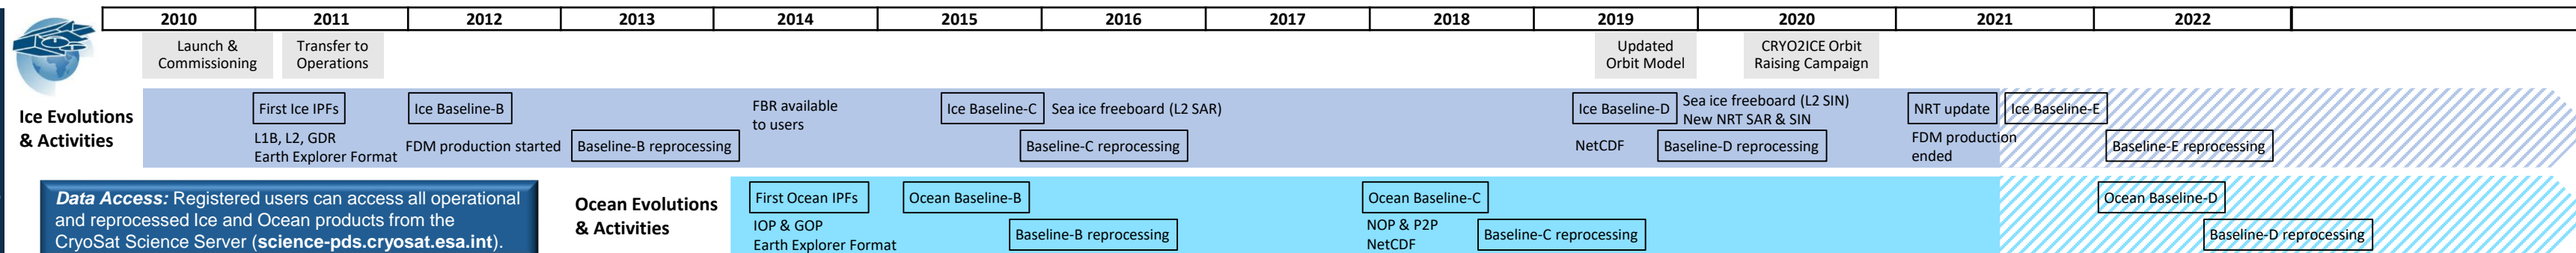 2010 2011 2012 2013 2014 2015 2016 2017 2018 2019 2020 2021 2022
Launch &
Commissioning
Transfer to
Operations
Updated
Orbit Model
CRYO2ICE Orbit
Raising Campaign
Ice Evolutions
& Activities
First Ice IPFs
L1B, L2, GDR
Earth Explorer Format
Ice Baseline-B
FDM production started
Baseline-B reprocessing
FBR available
to users
Ice Baseline-C
Sea ice freeboard (L2 SAR)
Baseline-C reprocessing
Ice Baseline-D
Sea ice freeboard (L2 SIN)
New NRT SAR & SIN
NetCDF
Baseline-D reprocessing
NRT update
FDM production
ended
Ice Baseline-E
Baseline-E reprocessing
Data Access: Registered users can access all operational
and reprocessed Ice and Ocean products from the
CryoSat Science Server (science-pds.cryosat.esa.int).
Ocean Evolutions
& Activities
First Ocean IPFs
IOP & GOP
Earth Explorer Format
Ocean Baseline-B
Baseline-B reprocessing
Ocean Baseline-C
NOP & P2P
NetCDF
Baseline-C reprocessing
Ocean Baseline-D
Baseline-D reprocessing